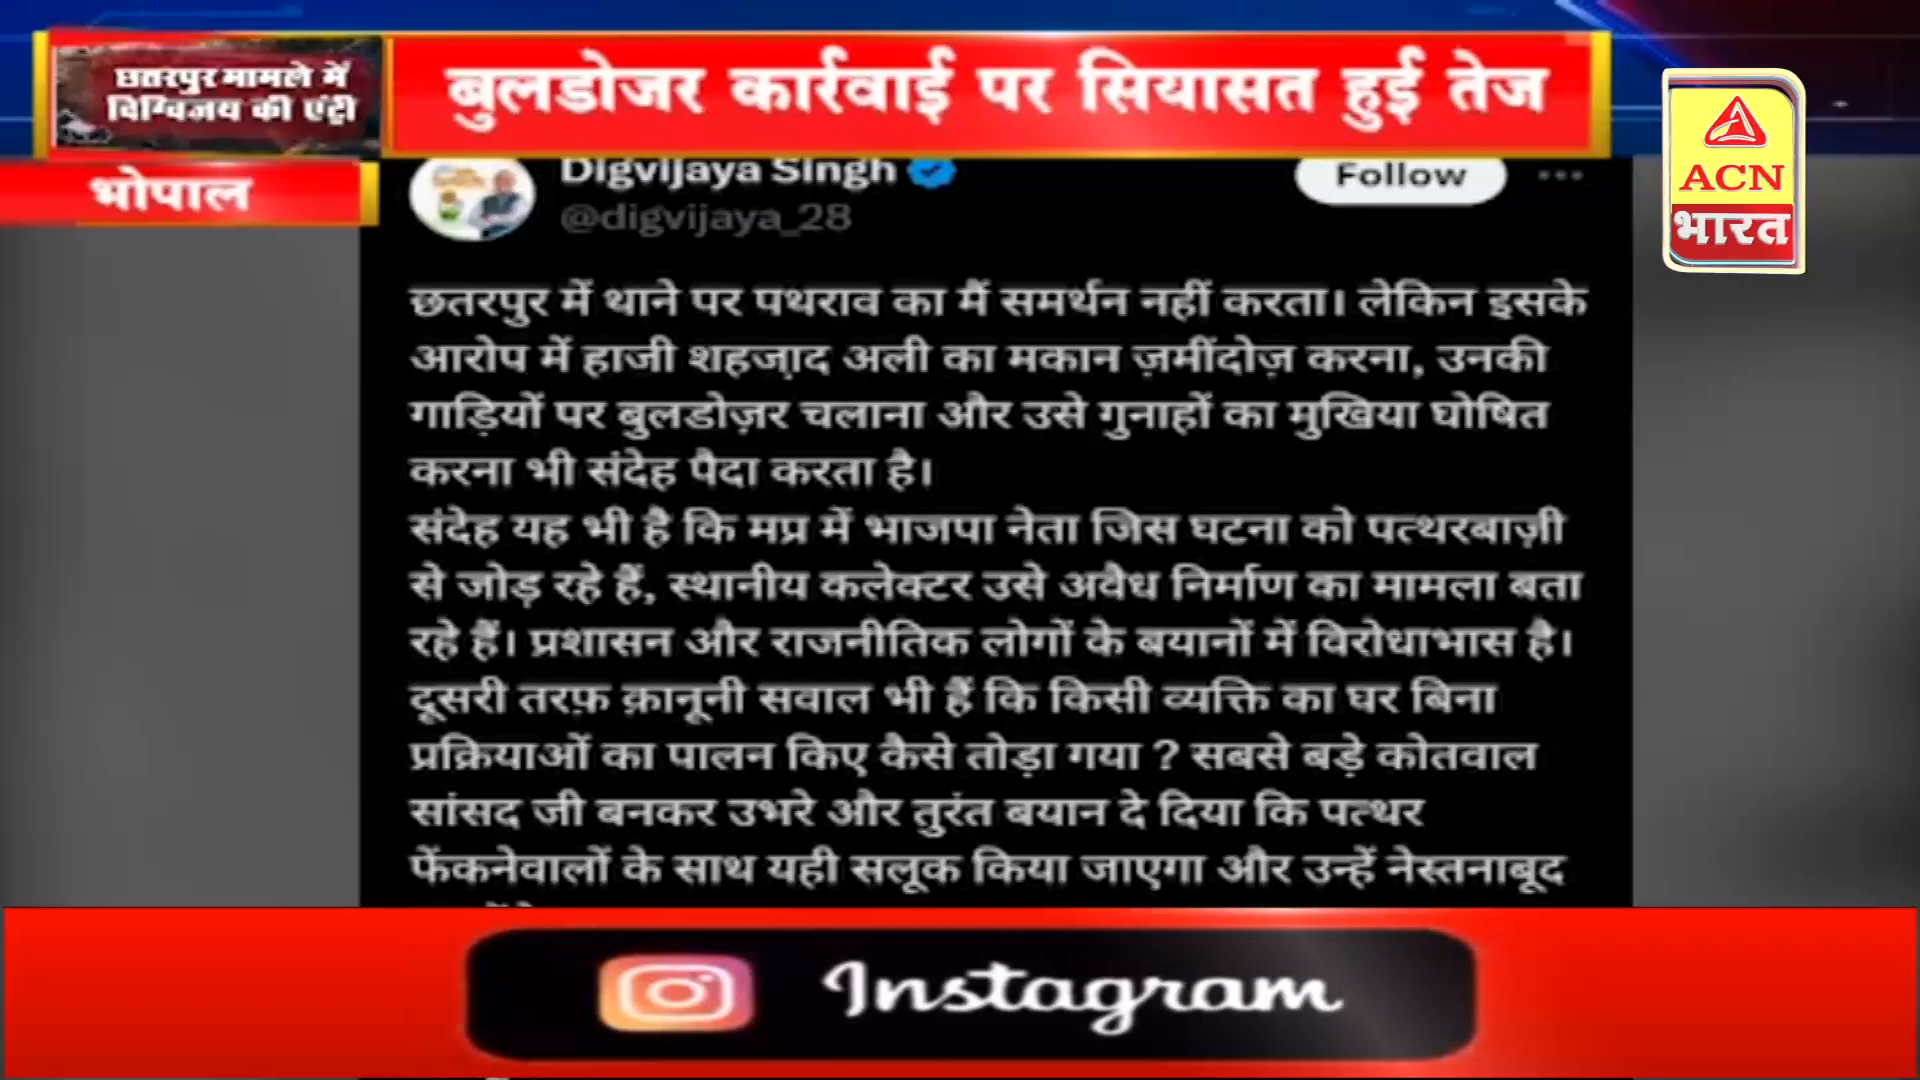 छतरपुर मामले में
दिग्विजय की एंट्री
बुलडोजर कार्रवाई पर सियासत हुई तेज
भोपाल
ACN
भारत
Digvijaya Singh
@digvijaya_28
Follow
छतरपुर में थाने पर पथराव का मैं समर्थन नहीं करता। लेकिन इसके
आरोप में हाजी शहज़ाद अली का मकान ज़मींदोज़ करना, उनकी
गाड़ियों पर बुलडोज़र चलाना और उसे गुनाहों का मुखिया घोषित
करना भी संदेह पैदा करता है।
संदेह यह भी है कि मप्र में भाजपा नेता जिस घटना को पत्थरबाज़ी
से जोड़ रहे हैं, स्थानीय कलेक्टर उसे अवैध निर्माण का मामला बता
रहे हैं। प्रशासन और राजनीतिक लोगों के बयानों में विरोधाभास है।
दूसरी तरफ़ क़ानूनी सवाल भी हैं कि किसी व्यक्ति का घर बिना
प्रक्रियाओं का पालन किए कैसे तोड़ा गया ? सबसे बड़े कोतवाल
सांसद जी बनकर उभरे और तुरंत बयान दे दिया कि पत्थर
फेंकनेवालों के साथ यही सलूक किया जाएगा और उन्हें नेस्तनाबूद
Instagram